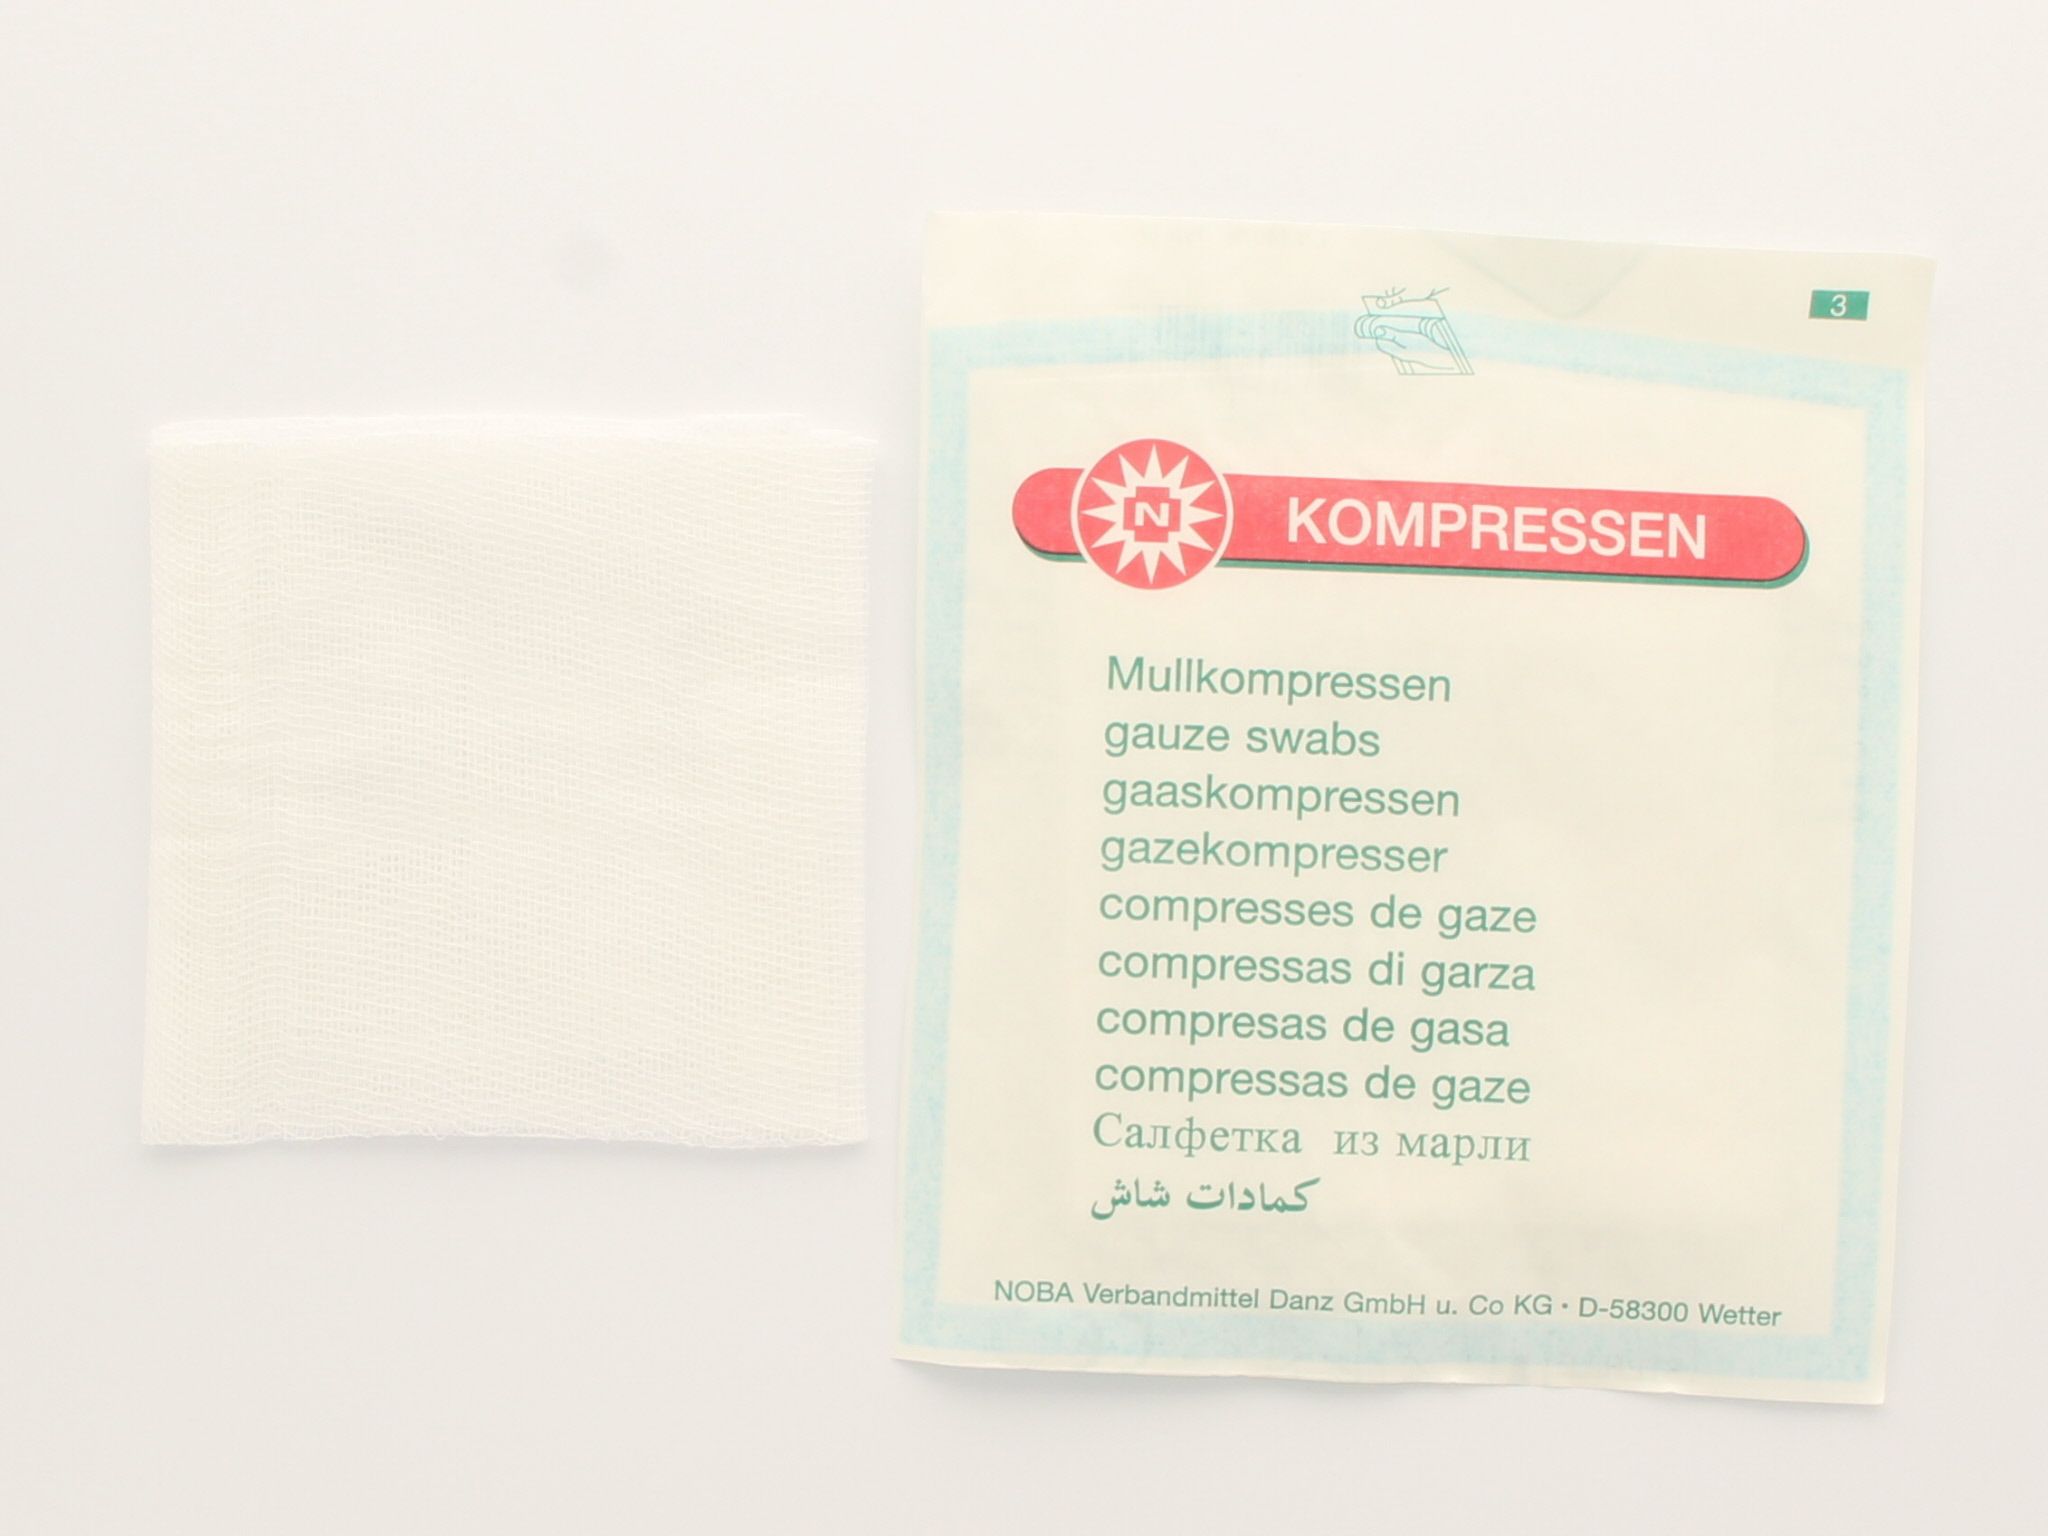 3
N KOMPRESSEN
Mullkompressen
gauze swabs
gaaskompressen
gazekompresser
compresses de gaze
compressas di garza
compresas de gasa
compressas de gaze
Салфетка из марли
كمادات شاش
NOBA Verbandmittel Danz GmbH u. Co KG · D-58300 Wetter